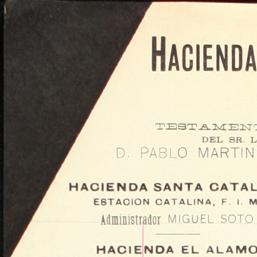 HACIENDA
TESTAMENT
DEL SR. L
D. PABLO MARTIN
HACIENDA SANTA CATAL
ESTACION CATALINA, F. I. M
Administrador MIGUEL SOTO
HACIENDA EL ALAMO